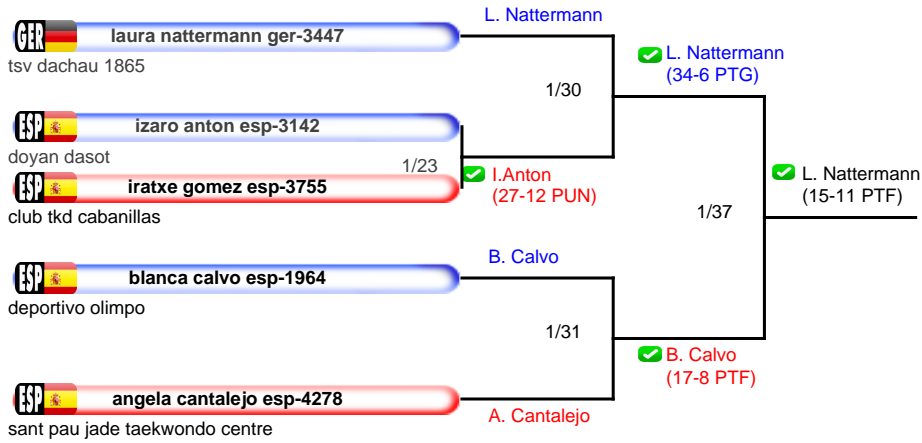 GER laura nattermann ger-3447
tsv dachau 1865
L. Nattermann
1/30
L. Nattermann
(34-6 PTG)
ESP izaro anton esp-3142
doyan dasot
1/23
ESP iratxe gomez esp-3755
club tkd cabanillas
I.Anton
(27-12 PUN)
L. Nattermann
(15-11 PTF)
1/37
ESP blanca calvo esp-1964
deportivo olimpo
B. Calvo
1/31
B. Calvo
(17-8 PTF)
ESP angela cantalejo esp-4278
sant pau jade taekwondo centre
A. Cantalejo